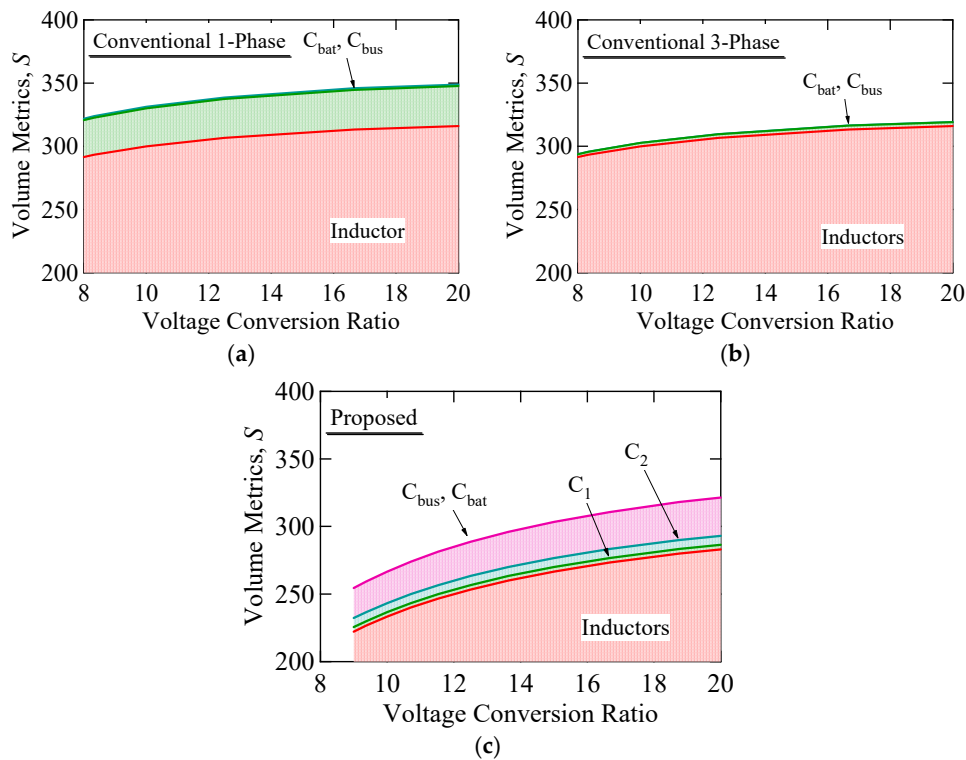 400
350
300
250
200
Volume Metrics, S
Conventional 1-Phase
C_bat, C_bus
Inductor
8 10 12 14 16 18 20
Voltage Conversion Ratio
(a)
400
350
300
250
200
Volume Metrics, S
Conventional 3-Phase
C_bat, C_bus
Inductors
8 10 12 14 16 18 20
Voltage Conversion Ratio
(b)
400
350
300
250
200
Volume Metrics, S
Proposed
C_bus, C_bat
C_1
C_2
Inductors
8 10 12 14 16 18 20
Voltage Conversion Ratio
(c)